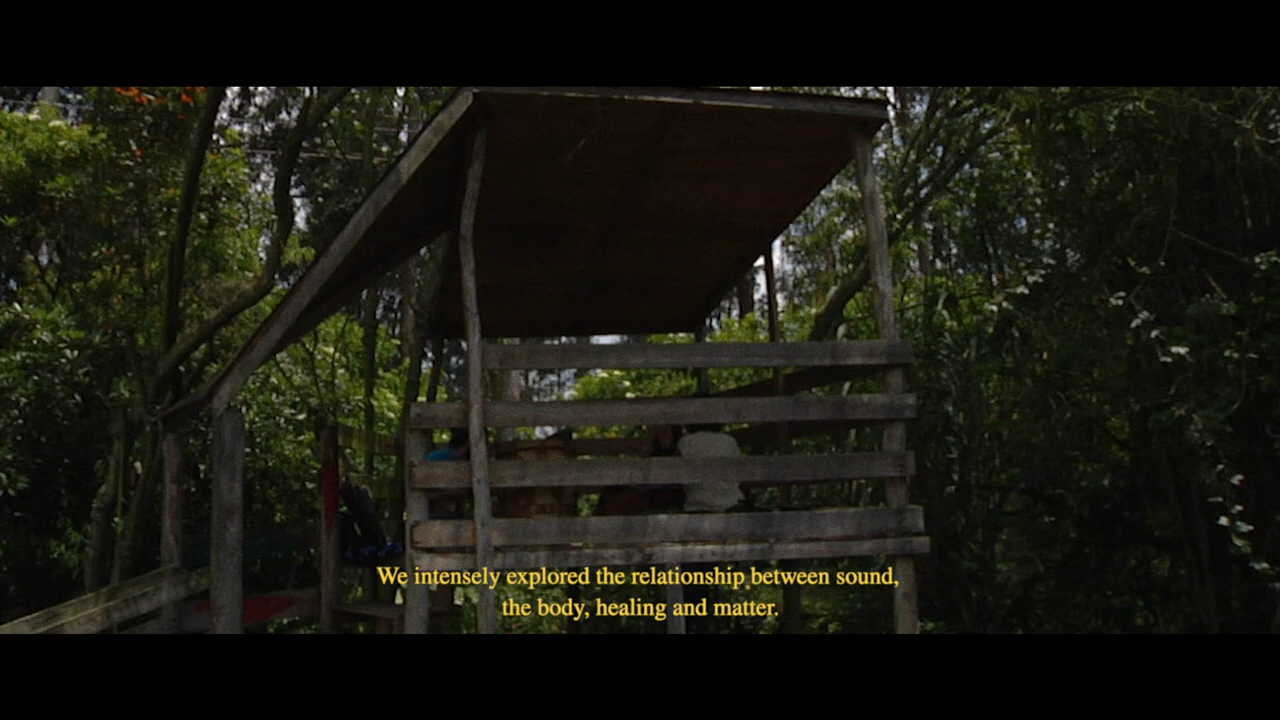 We intensely explored the relationship between sound,
the body, healing and matter.